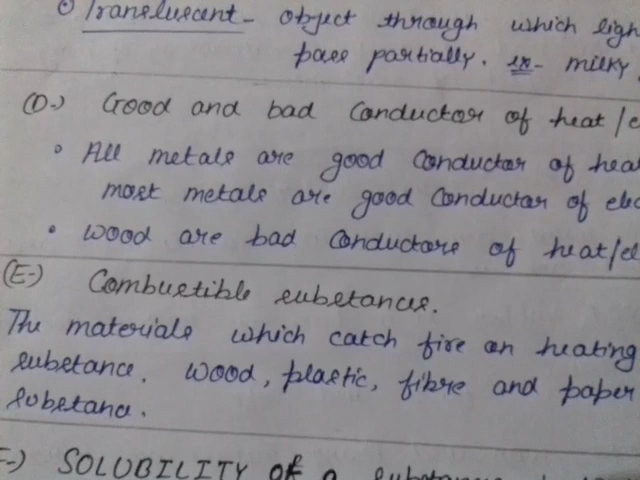 Translucent - object through which ligh
pass partially. ex- milky
(D-) Good and bad Conductor of heat / e
• All metals are good Conductor of hea
most metals are good Conductor of elec
• Wood are bad Conductors of heat/el
(E-) Combustible substances.
The materials which catch fire on heating
substance. Wood, plastic, fibre and paper
substance.
F-) SOLUBILITY of a substance